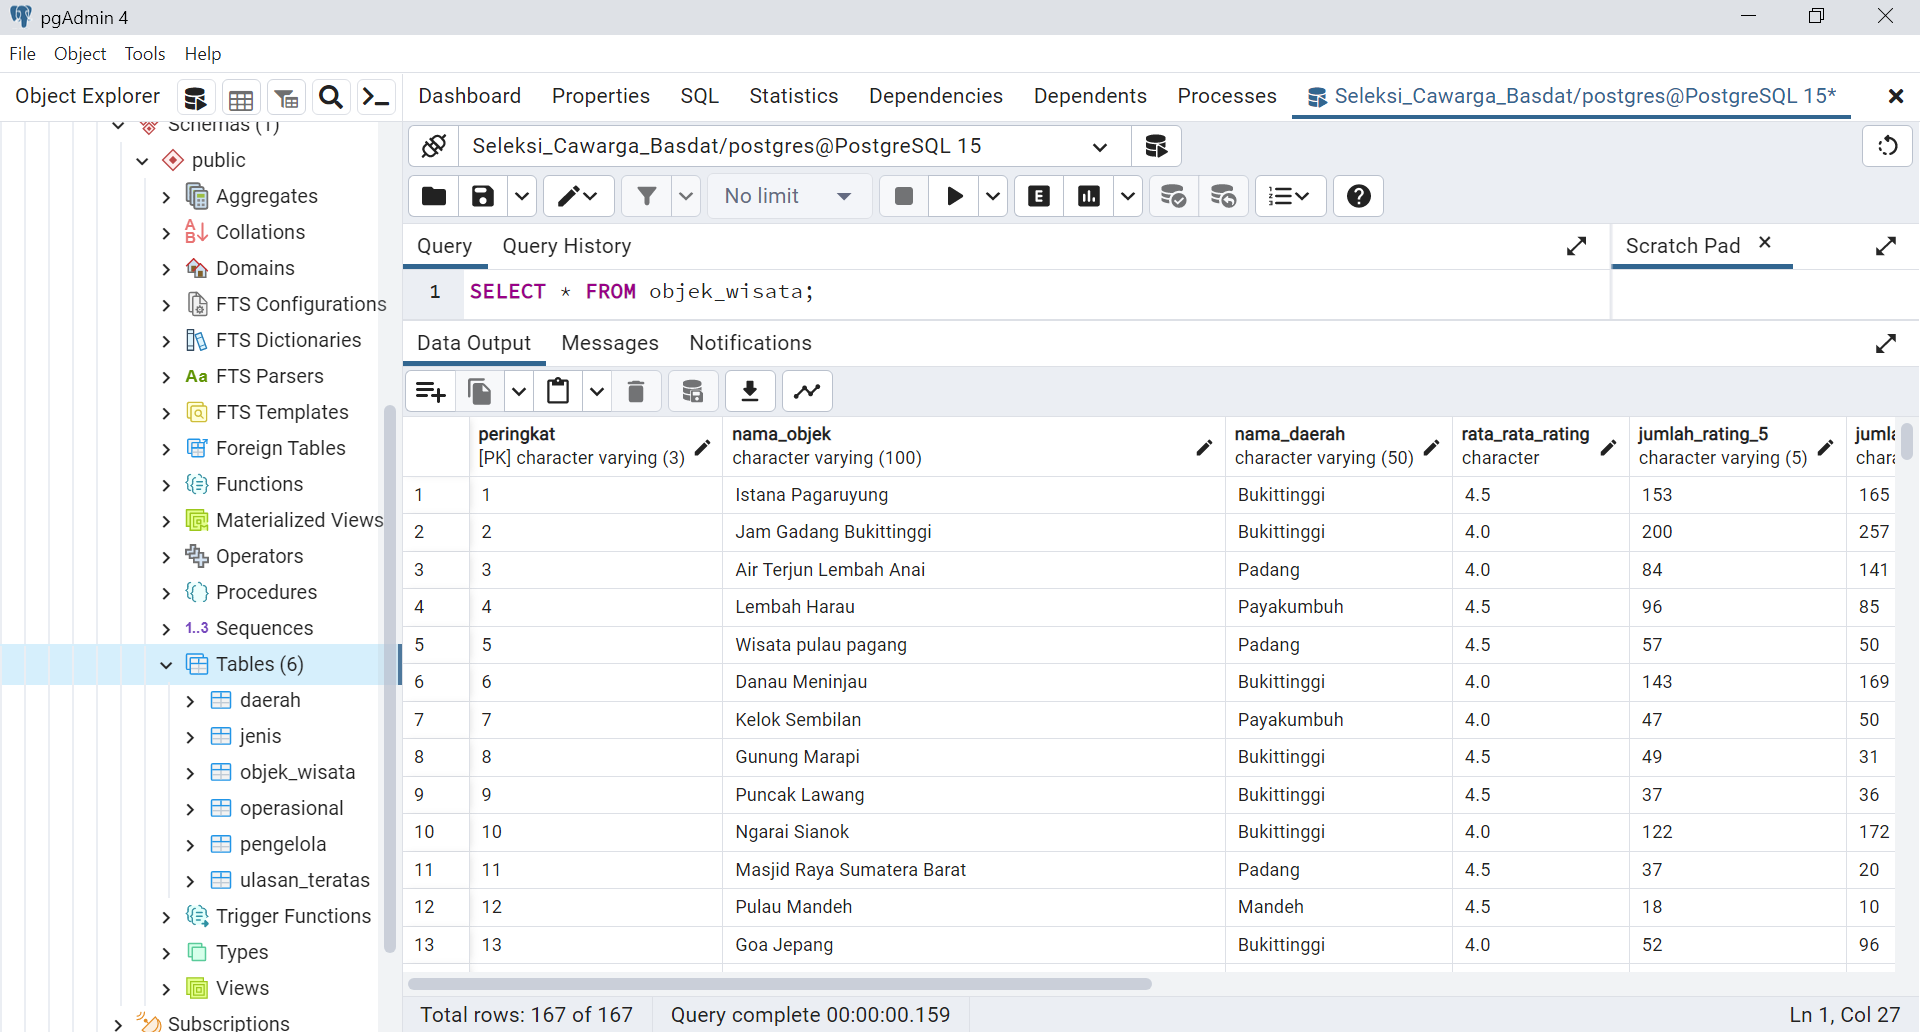 pgAdmin 4
File Object Tools Help
Object Explorer
Dashboard Properties SQL Statistics Dependencies Dependents Processes Seleksi_Cawarga_Basdat/postgres@PostgreSQL 15*
Schemas (1)
public
Aggregates
Collations
Domains
FTS Configurations
FTS Dictionaries
Aa FTS Parsers
FTS Templates
Foreign Tables
Functions
Materialized Views
Operators
Procedures
1..3 Sequences
Tables (6)
daerah
jenis
objek_wisata
operasional
pengelola
ulasan_teratas
Trigger Functions
Types
Views
Subscriptions
Seleksi_Cawarga_Basdat/postgres@PostgreSQL 15
No limit E
Query Query History
Scratch Pad
1 SELECT * FROM objek_wisata;
Data Output Messages Notifications
peringkat nama_objek nama_daerah rata_rata_rating jumlah_rating_5 jumla
[PK] character varying (3) character varying (100) character varying (50) character character varying (5) chara
1 1 Istana Pagaruyung Bukittinggi 4.5 153 165
2 2 Jam Gadang Bukittinggi Bukittinggi 4.0 200 257
3 3 Air Terjun Lembah Anai Padang 4.0 84 141
4 4 Lembah Harau Payakumbuh 4.5 96 85
5 5 Wisata pulau pagang Padang 4.5 57 50
6 6 Danau Meninjau Bukittinggi 4.0 143 169
7 7 Kelok Sembilan Payakumbuh 4.0 47 50
8 8 Gunung Marapi Bukittinggi 4.5 49 31
9 9 Puncak Lawang Bukittinggi 4.5 37 36
10 10 Ngarai Sianok Bukittinggi 4.0 122 172
11 11 Masjid Raya Sumatera Barat Padang 4.5 37 20
12 12 Pulau Mandeh Mandeh 4.5 18 10
13 13 Goa Jepang Bukittinggi 4.0 52 96
Total rows: 167 of 167 Query complete 00:00:00.159 Ln 1, Col 27